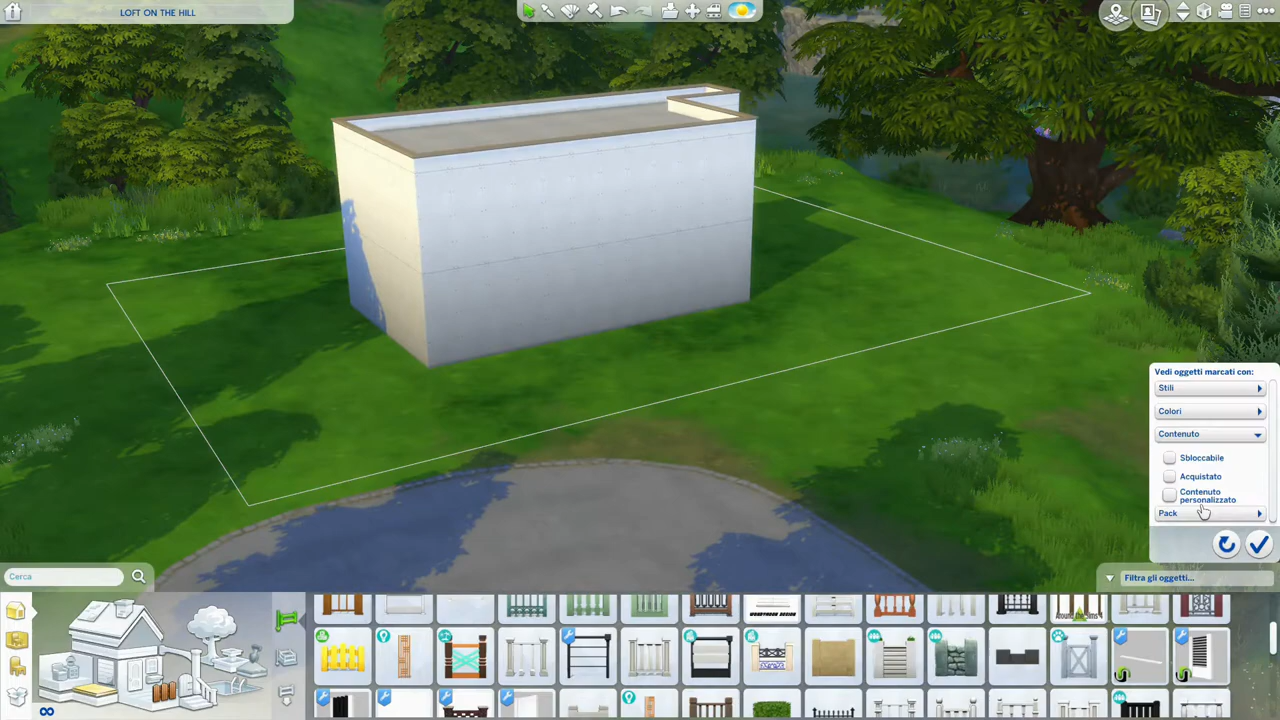 LOFT ON THE HILL
Vedi oggetti marcati con:
Stili
Colori
Contenuto
Sbloccabile
Acquistato
Contenuto
personalizzato
Pack
Cerca
Filtra gli oggetti...